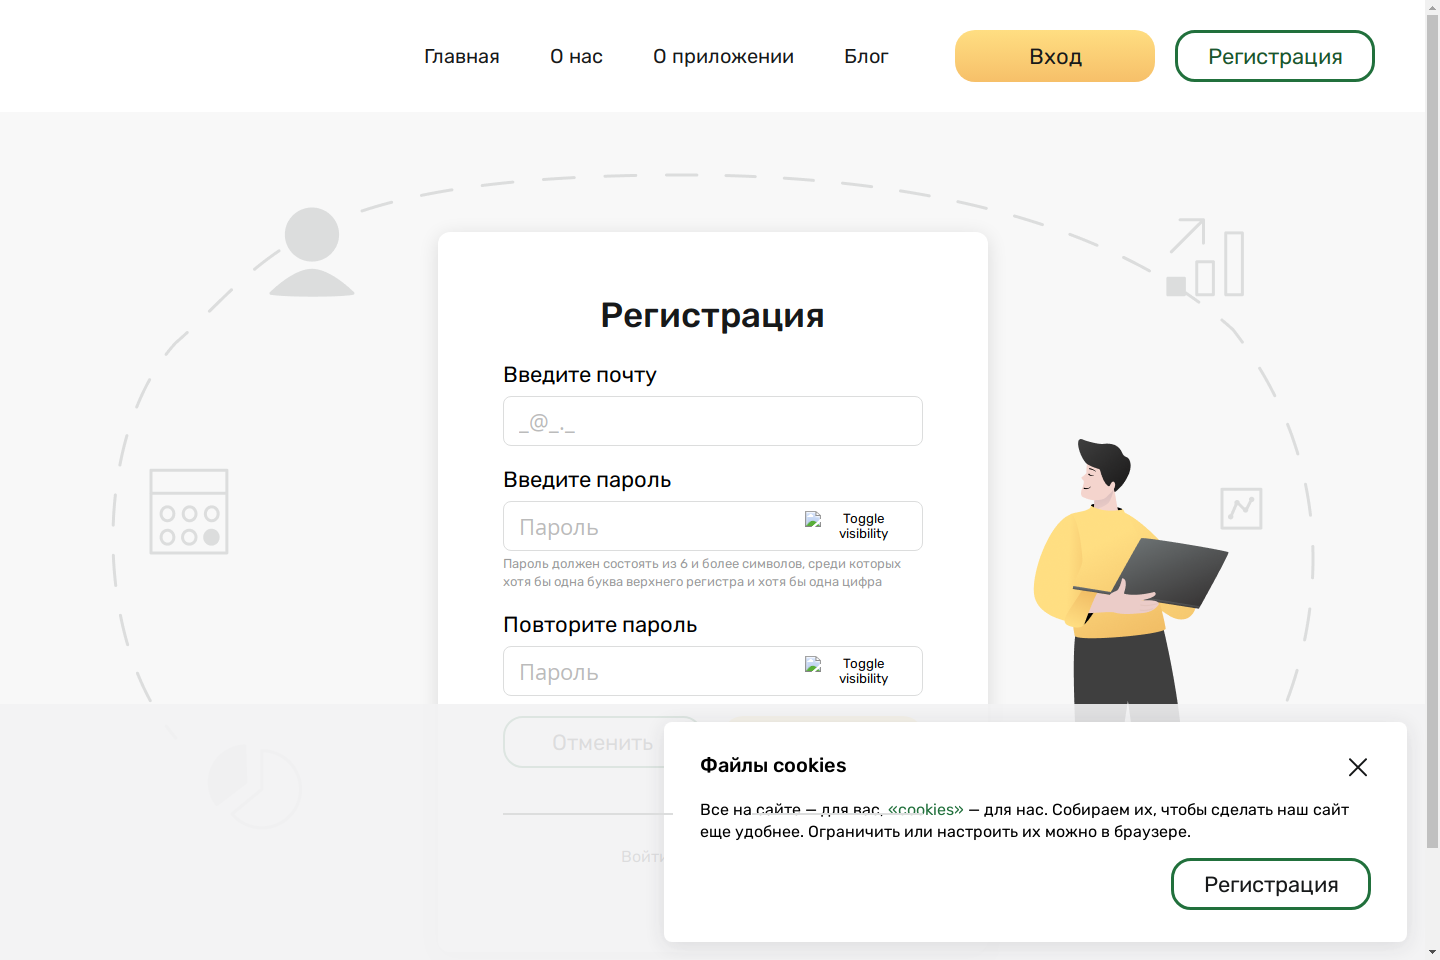 Главная О нас О приложении Блог Вход Регистрация
Регистрация
Введите почту
_@_._
Введите пароль
Пароль
Toggle
visibility
Пароль должен состоять из 6 и более символов, среди которых
хотя бы одна буква верхнего регистра и хотя бы одна цифра
Повторите пароль
Пароль
Toggle
visibility
Отменить
Войти
Файлы cookies
Все на сайте – для вас, «cookies» – для нас. Собираем их, чтобы сделать наш сайт
еще удобнее. Ограничить или настроить их можно в браузере.
Регистрация